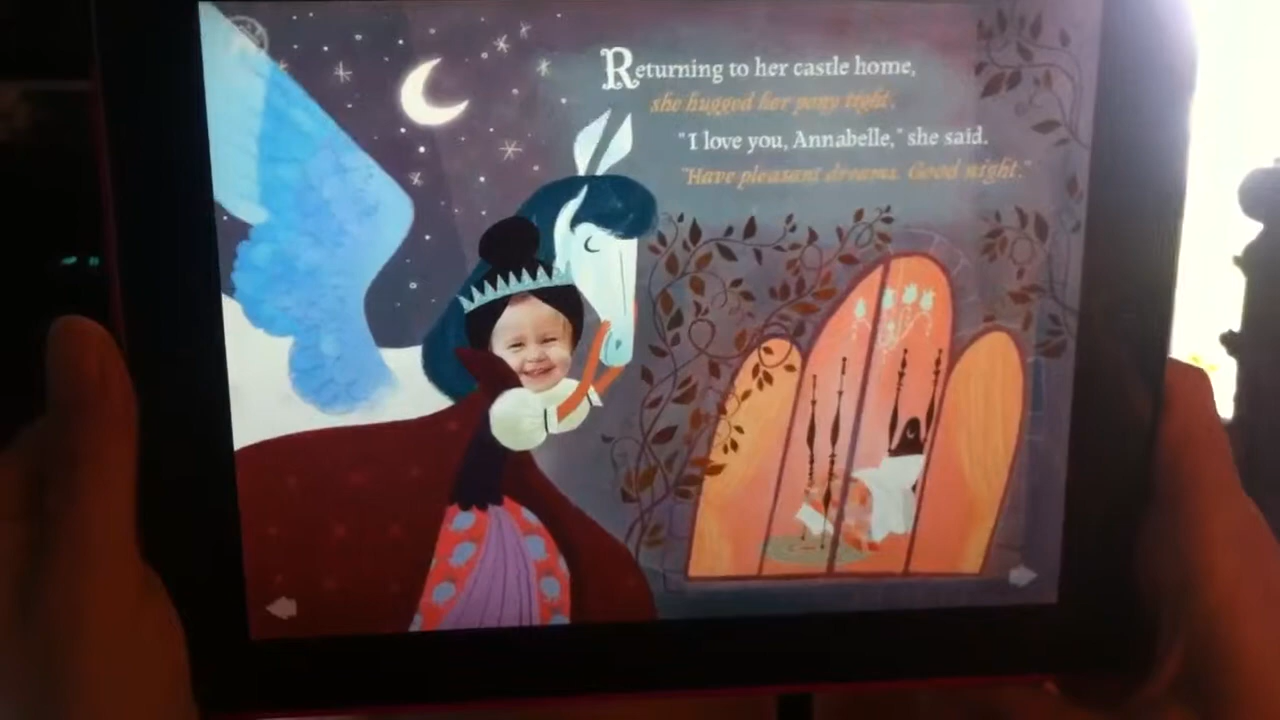 Returning to her castle home,
she hugged her pony tight.
"I love you, Annabelle," she said.
"Have pleasant dreams. Good night."